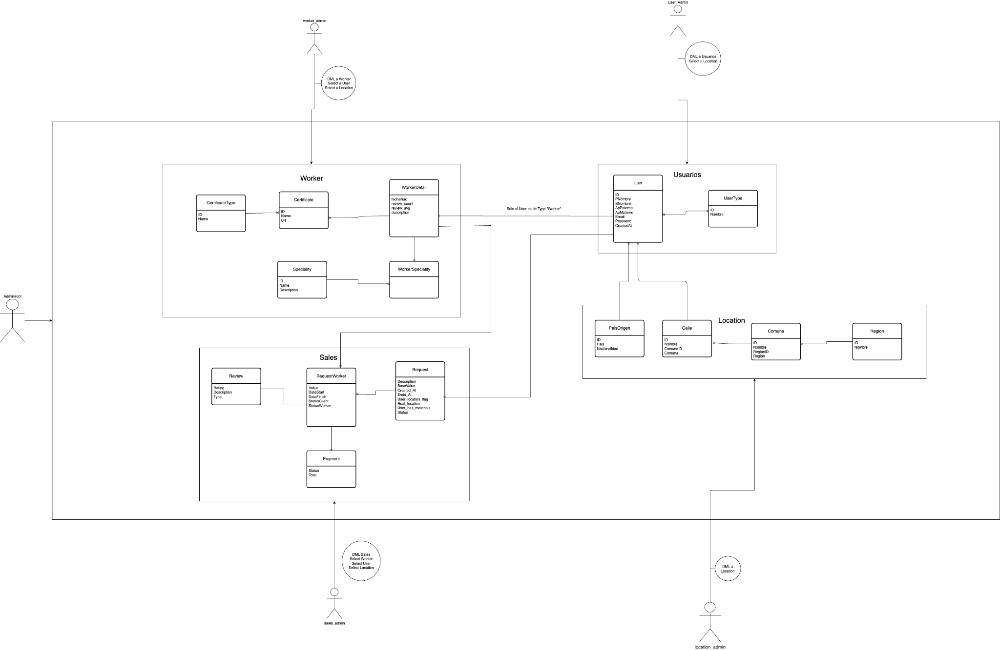 User_Admin
DML a Usuarios
Select a Location
worker_admin
DML a Worker
Select a User
Select a Location
Worker
CertificateType
ID
Name
Certificate
ID
Name
Url
WorkerDetail
fechaNac
review_count
review_avg
description
Speciality
ID
Name
Description
WorkerSpeciality
Solo si User es de Type "Worker"
Usuarios
User
ID
PNombre
SNombre
ApPaterno
ApMaterno
Email
Password
CreatedAt
UserType
ID
Nombre
Admin/root
Location
PaisOrigen
ID
Pais
Nacionalidad
Calle
ID
Nombre
ComunaID
Comuna
Comuna
ID
Nombre
RegionID
Region
Region
ID
Nombre
Sales
Review
Rating
Description
Type
RequestWorker
Value
DateStart
DateFinish
StatusClient
StatusWorker
Request
Description
BaseValue
Created_At
Ends_At
User_location_flag
Real_location
User_has_materials
Status
Payment
Status
Total
DML Sales
Select Worker
Select User
Select Location
sales_admin
DML a
Location
location_admin